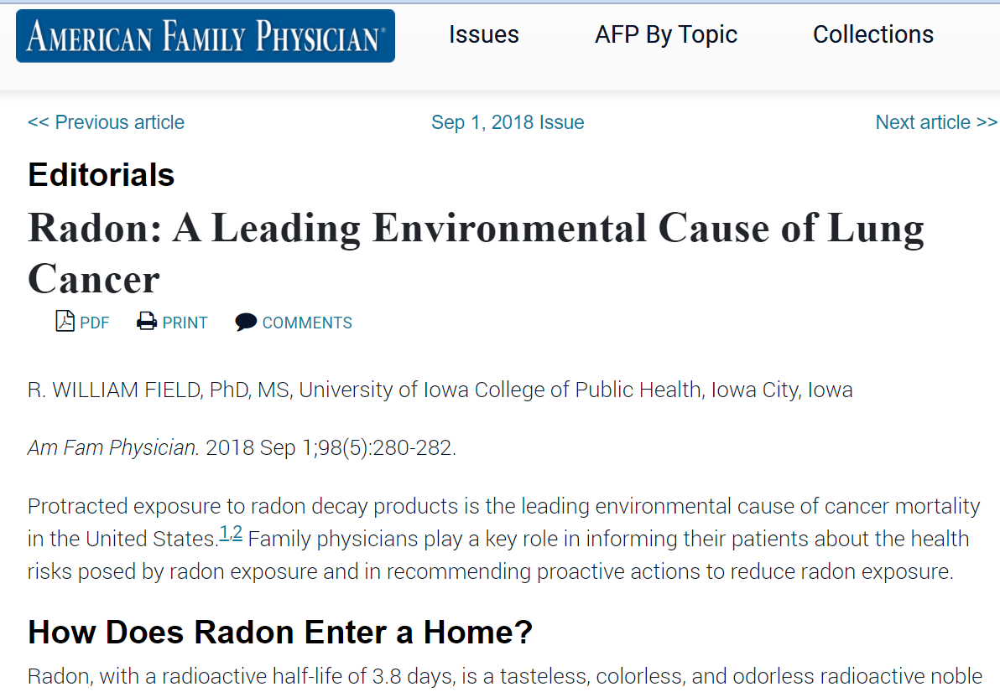 AMERICAN FAMILY PHYSICIAN®
Issues
AFP By Topic
Collections
<< Previous article
Sep 1, 2018 Issue
Next article >>
Editorials
Radon: A Leading Environmental Cause of Lung
Cancer
PDF
PRINT
COMMENTS
R. WILLIAM FIELD, PhD, MS, University of Iowa College of Public Health, Iowa City, Iowa
Am Fam Physician. 2018 Sep 1;98(5):280-282.
Protracted exposure to radon decay products is the leading environmental cause of cancer mortality
in the United States.1,2 Family physicians play a key role in informing their patients about the health
risks posed by radon exposure and in recommending proactive actions to reduce radon exposure.
How Does Radon Enter a Home?
Radon, with a radioactive half-life of 3.8 days, is a tasteless, colorless, and odorless radioactive noble